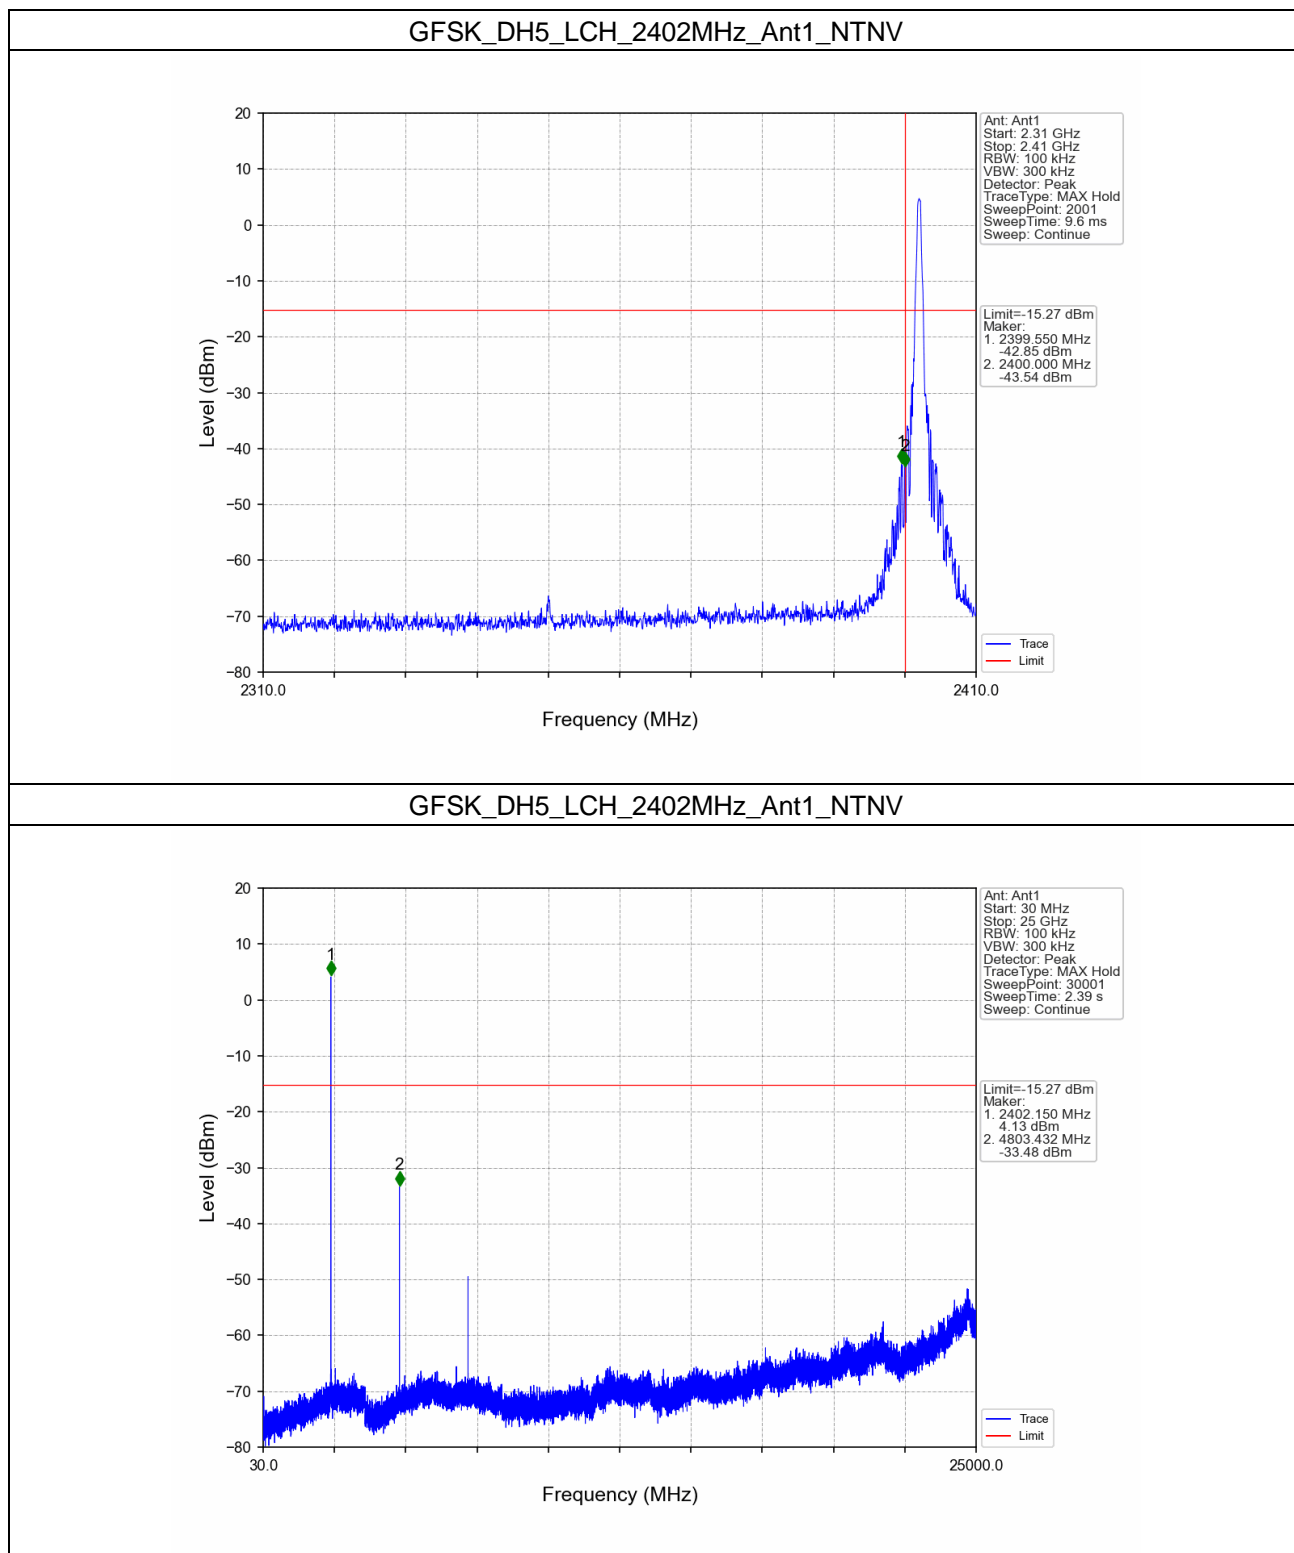 GFSK_DH5_LCH_2402MHz_Ant1_NTNV
20
10
0
−10
−20
−30
−40
−50
−60
−70
−80
Level (dBm)
2310.0
2410.0
Frequency (MHz)
1
2
Ant: Ant1
Start: 2.31 GHz
Stop: 2.41 GHz
RBW: 100 kHz
VBW: 300 kHz
Detector: Peak
TraceType: MAX Hold
SweepPoint: 2001
SweepTime: 9.6 ms
Sweep: Continue
Limit=-15.27 dBm
Maker:
1. 2399.550 MHz
-42.85 dBm
2. 2400.000 MHz
-43.54 dBm
Trace
Limit
GFSK_DH5_LCH_2402MHz_Ant1_NTNV
20
10
0
−10
−20
−30
−40
−50
−60
−70
−80
Level (dBm)
30.0
25000.0
Frequency (MHz)
1
2
Ant: Ant1
Start: 30 MHz
Stop: 25 GHz
RBW: 100 kHz
VBW: 300 kHz
Detector: Peak
TraceType: MAX Hold
SweepPoint: 30001
SweepTime: 2.39 s
Sweep: Continue
Limit=-15.27 dBm
Maker:
1. 2402.150 MHz
4.13 dBm
2. 4803.432 MHz
-33.48 dBm
Trace
Limit